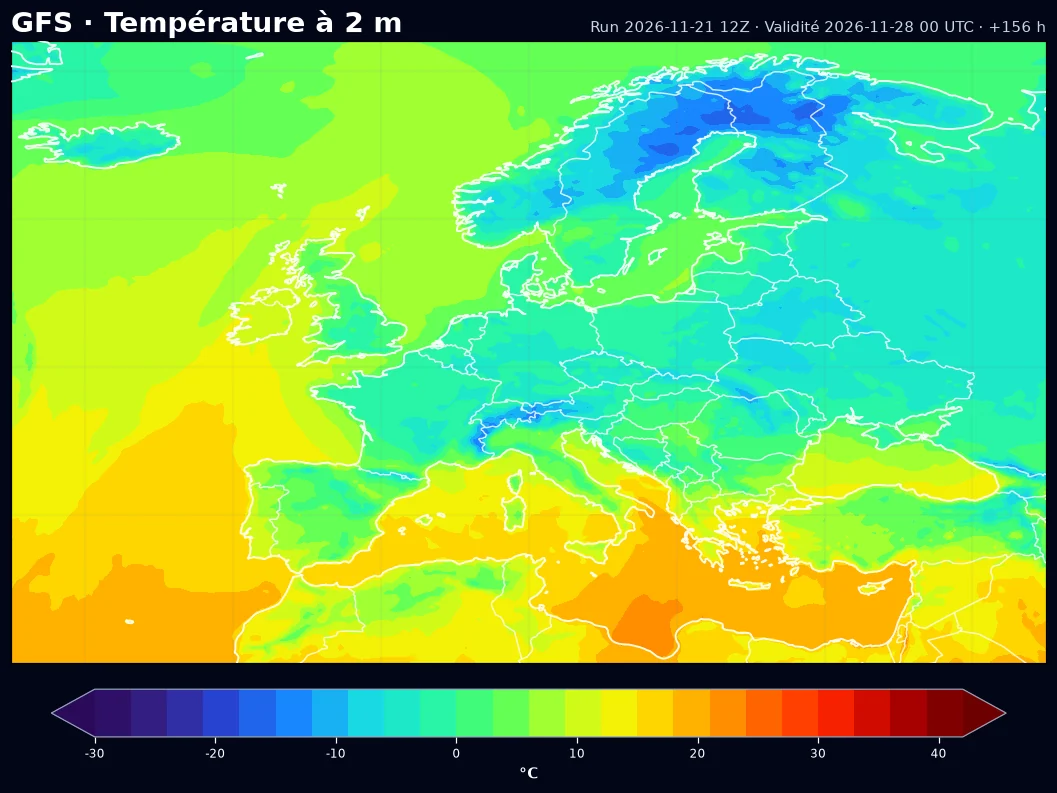 GFS · Température à 2 m
Run 2026-11-21 12Z · Validité 2026-11-28 00 UTC · +156 h
-30 -20 -10 0 10 20 30 40
°C